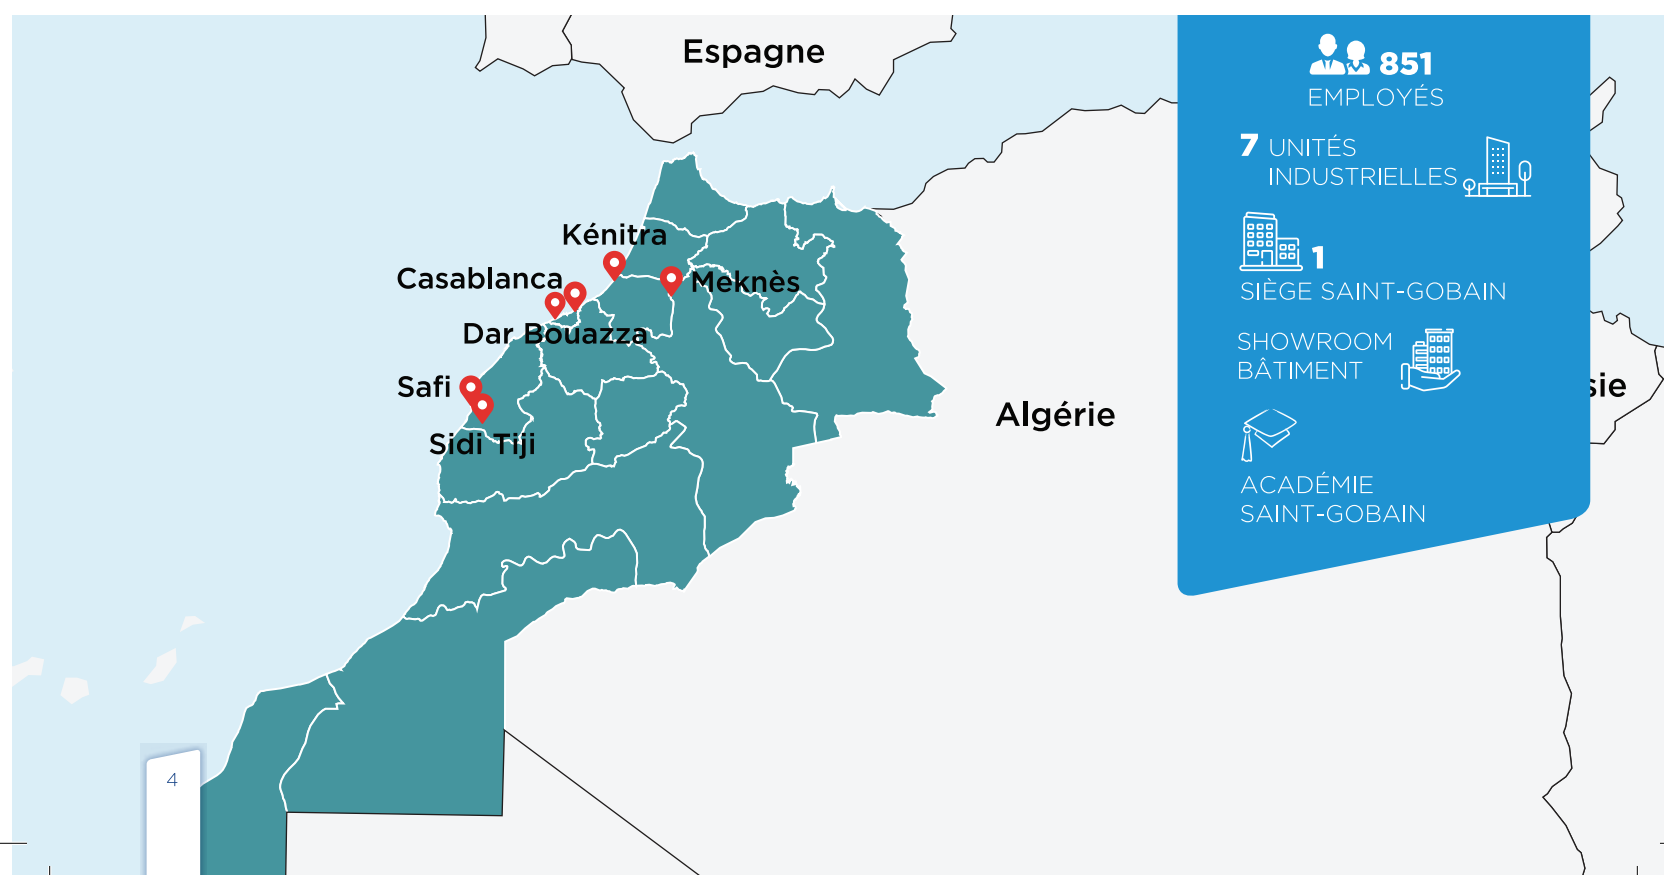 Espagne
Kénitra
Casablanca
Meknès
Dar Bouazza
Safi
Sidi Tiji
Algérie
sie
851
EMPLOYÉS
7 UNITÉS
INDUSTRIELLES
1
SIÈGE SAINT-GOBAIN
SHOWROOM
BÂTIMENT
ACADÉMIE
SAINT-GOBAIN
4